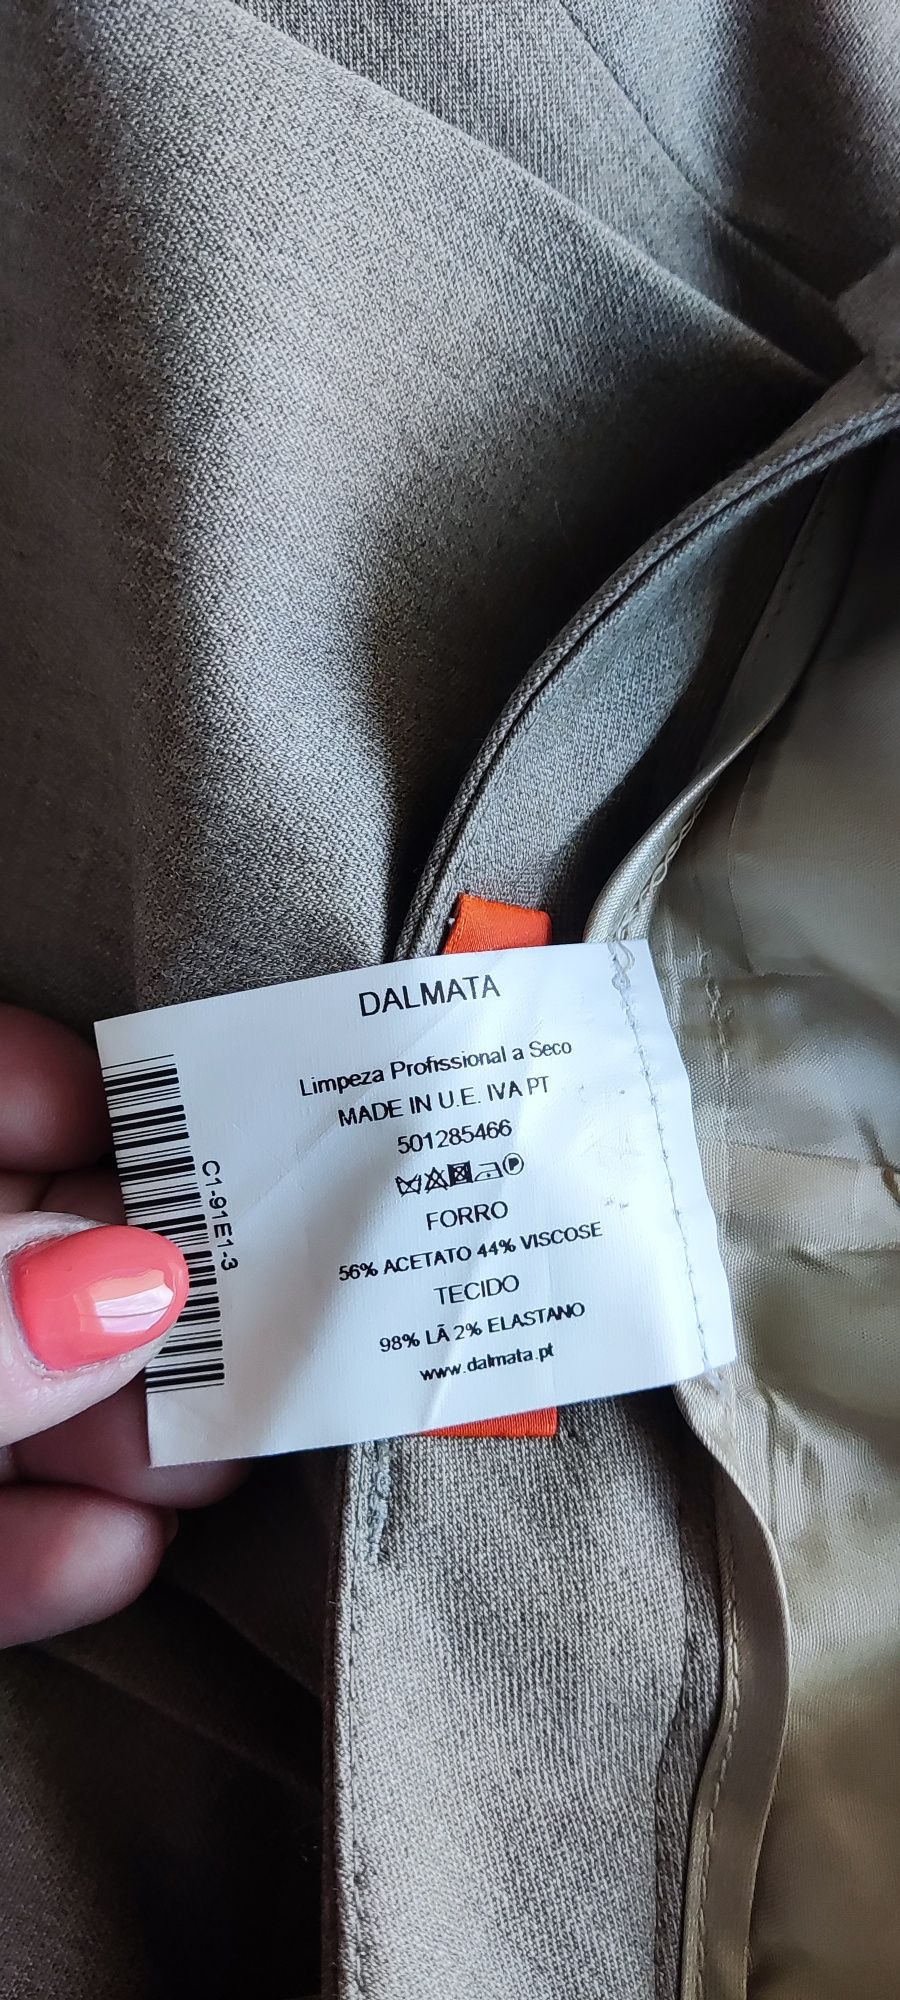 DALMATA
Limpeza Profissional a Seco
MADE IN U.E. IVA PT
501285466
FORRO
56% ACETATO 44% VISCOSE
TECIDO
98% LÃ 2% ELASTANO
www.dalmata.pt
C1-91E1-3